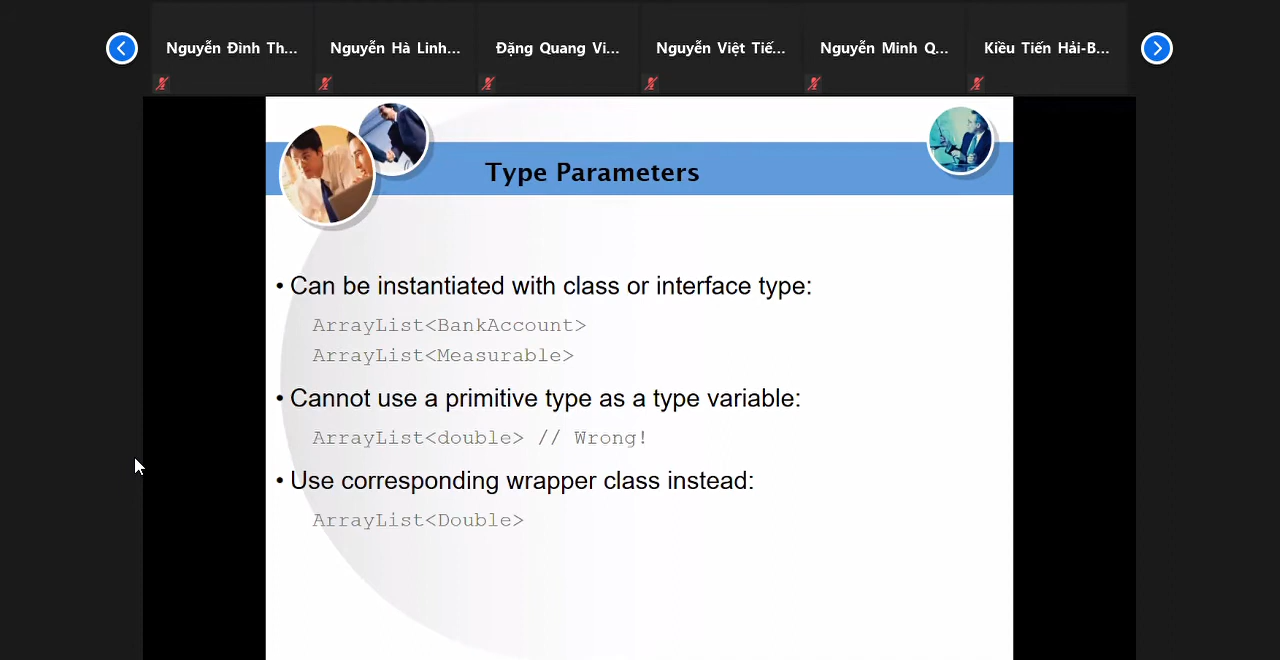 Nguyễn Đình Th...
Nguyễn Hà Linh...
Đặng Quang Vi...
Nguyễn Việt Tiế...
Nguyễn Minh Q...
Kiều Tiến Hải-B...
Type Parameters
• Can be instantiated with class or interface type:
ArrayList<BankAccount>
ArrayList<Measurable>
• Cannot use a primitive type as a type variable:
ArrayList<double> // Wrong!
• Use corresponding wrapper class instead:
ArrayList<Double>